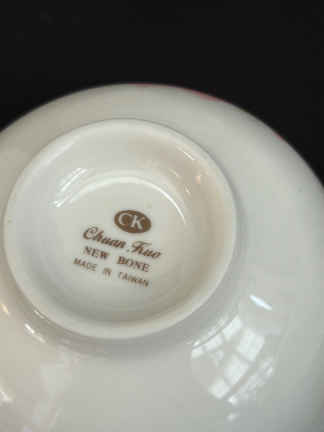 CK
Chuan Kuo
NEW BONE
MADE IN TAIWAN